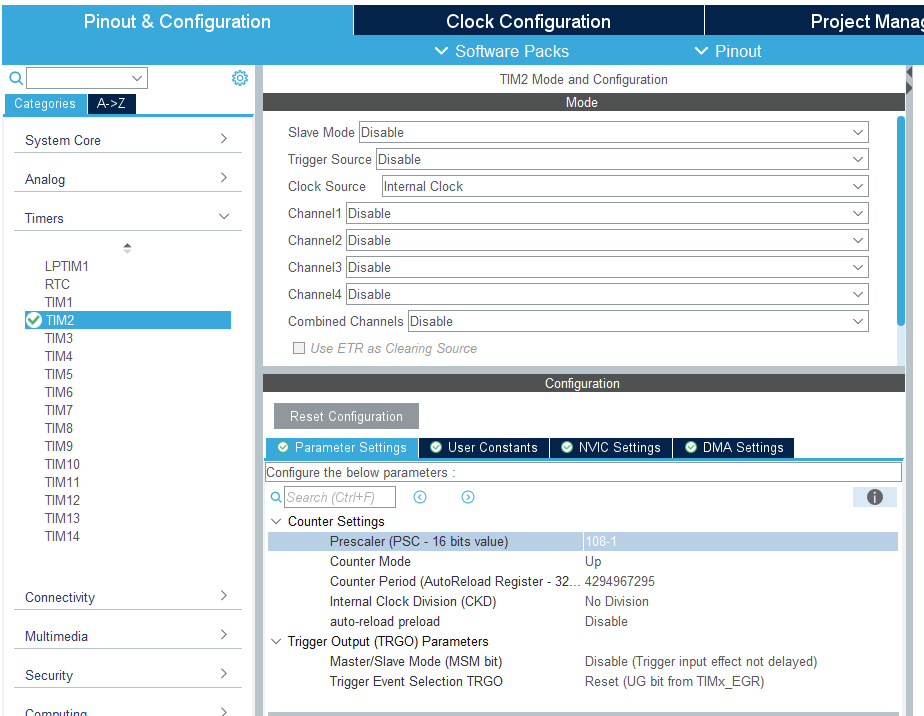 Pinout & Configuration
Clock Configuration
Project Manag
Software Packs
Pinout
Categories
A->Z
System Core
Analog
Timers
LPTIM1
RTC
TIM1
TIM2
TIM3
TIM4
TIM5
TIM6
TIM7
TIM8
TIM9
TIM10
TIM11
TIM12
TIM13
TIM14
Connectivity
Multimedia
Security
Computing
TIM2 Mode and Configuration
Mode
Slave Mode Disable
Trigger Source Disable
Clock Source Internal Clock
Channel1 Disable
Channel2 Disable
Channel3 Disable
Channel4 Disable
Combined Channels Disable
Use ETR as Clearing Source
Configuration
Reset Configuration
Parameter Settings
User Constants
NVIC Settings
DMA Settings
Configure the below parameters :
Search (Ctrl+F)
Counter Settings
Prescaler (PSC - 16 bits value) 108-1
Counter Mode Up
Counter Period (AutoReload Register - 32... 4294967295
Internal Clock Division (CKD) No Division
auto-reload preload Disable
Trigger Output (TRGO) Parameters
Master/Slave Mode (MSM bit) Disable (Trigger input effect not delayed)
Trigger Event Selection TRGO Reset (UG bit from TIMx_EGR)